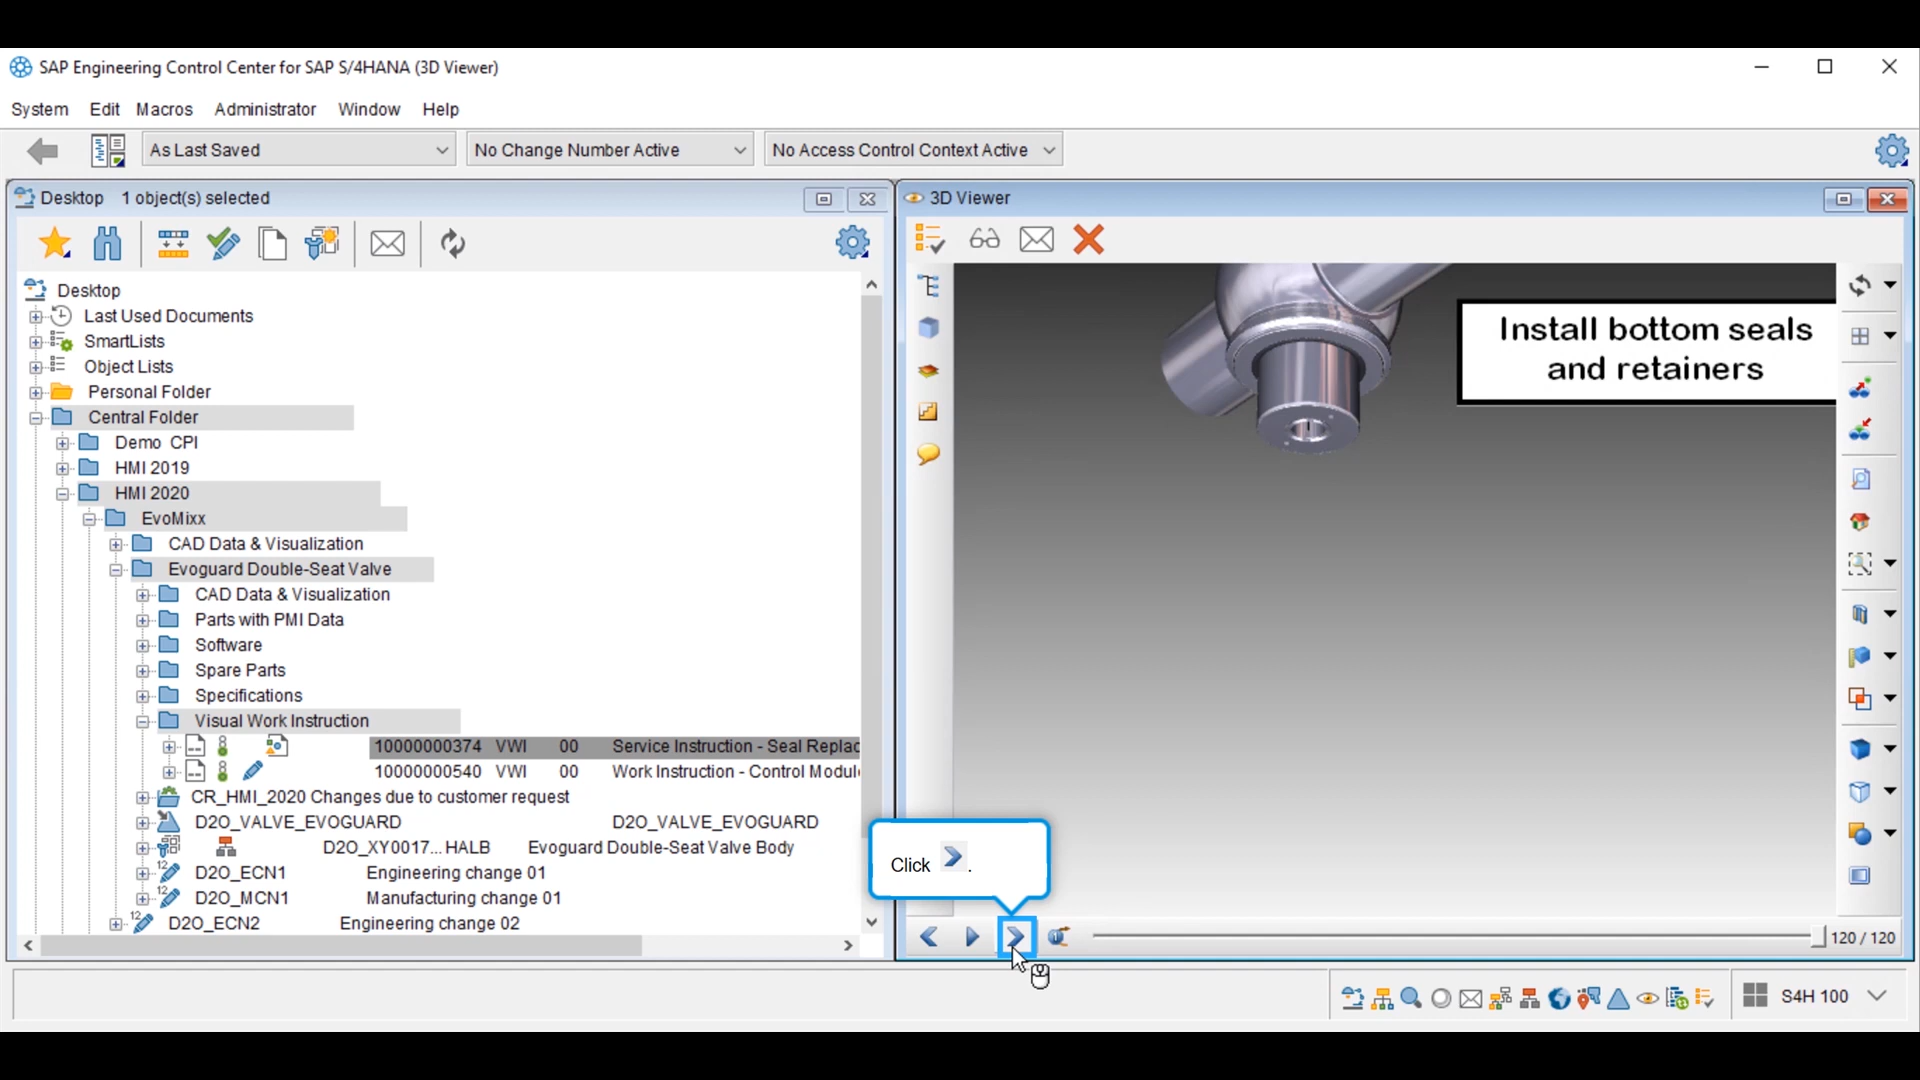 SAP Engineering Control Center for SAP S/4HANA (3D Viewer)
System Edit Macros Administrator Window Help
As Last Saved No Change Number Active No Access Control Context Active
Desktop 1 object(s) selected
3D Viewer
Desktop
Last Used Documents
SmartLists
Object Lists
Personal Folder
Central Folder
Demo CPI
HMI 2019
HMI 2020
EvoMixx
CAD Data & Visualization
Evoguard Double-Seat Valve
CAD Data & Visualization
Parts with PMI Data
Software
Spare Parts
Specifications
Visual Work Instruction
10000000374 VWI 00 Service Instruction - Seal Replac
10000000540 VWI 00 Work Instruction - Control Modul
CR_HMI_2020 Changes due to customer request
D2O_VALVE_EVOGUARD D2O_VALVE_EVOGUARD
D2O_XY0017... HALB Evoguard Double-Seat Valve Body
12 D2O_ECN1 Engineering change 01
12 D2O_MCN1 Manufacturing change 01
12 D2O_ECN2 Engineering change 02
Install bottom seals
and retainers
Click .
120 / 120
S4H 100